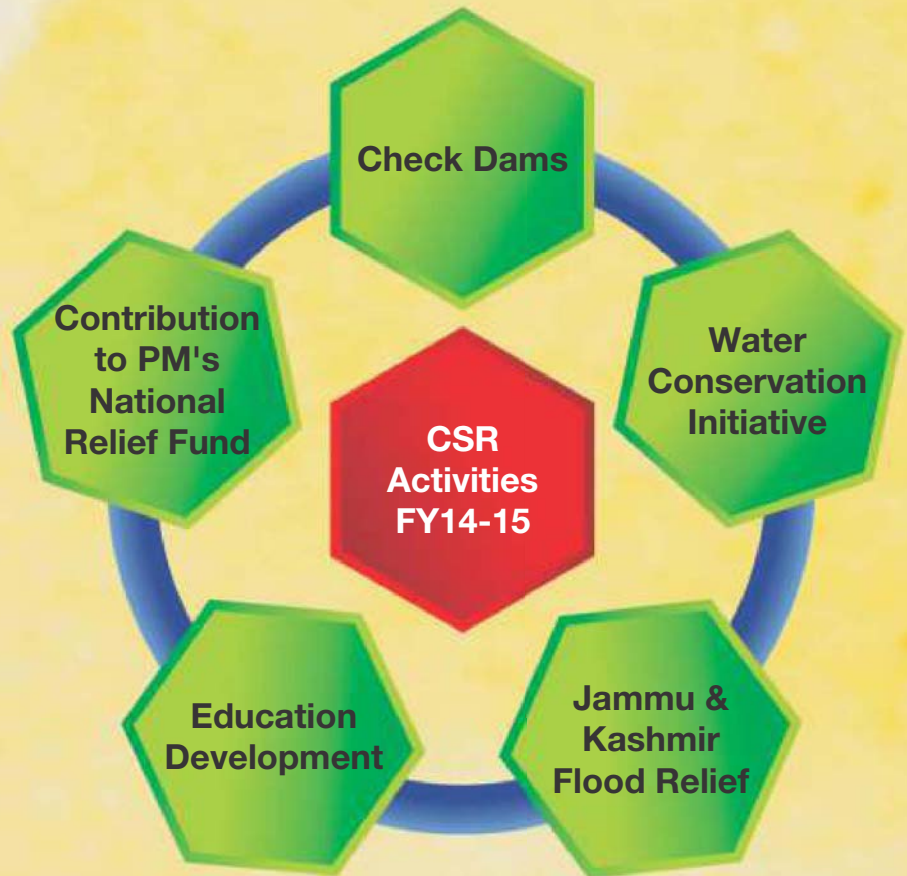 Check Dams
Contribution
to PM's
National
Relief Fund
Water
Conservation
Initiative
CSR
Activities
FY14-15
Education
Development
Jammu &
Kashmir
Flood Relief